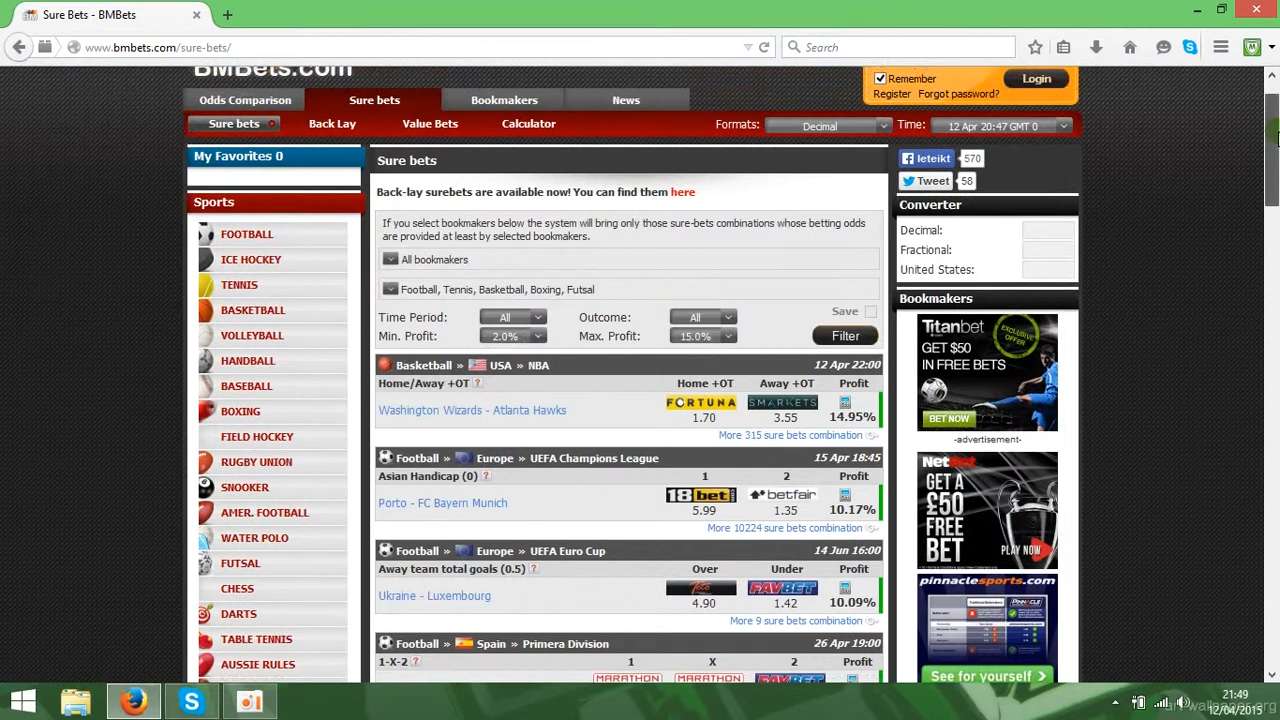 Sure Bets - BMBets
www.bmbets.com/sure-bets/
Search
BMBets.com
Remember
Login
Register Forgot password?
Odds Comparison Sure bets Bookmakers News
Sure bets Back Lay Value Bets Calculator Formats: Decimal Time: 12 Apr 20:47 GMT 0
My Favorites 0
Sports
FOOTBALL
ICE HOCKEY
TENNIS
BASKETBALL
VOLLEYBALL
HANDBALL
BASEBALL
BOXING
FIELD HOCKEY
RUGBY UNION
SNOOKER
AMER. FOOTBALL
WATER POLO
FUTSAL
CHESS
DARTS
TABLE TENNIS
AUSSIE RULES
Sure bets
Back-lay surebets are available now! You can find them here
If you select bookmakers below the system will bring only those sure-bets combinations whose betting odds
are provided at least by selected bookmakers.
All bookmakers
Football, Tennis, Basketball, Boxing, Futsal
Time Period: All Outcome: All Save
Min. Profit: 2.0% Max. Profit: 15.0% Filter
Basketball » USA » NBA 12 Apr 22:00
Home/Away +OT ? Home +OT Away +OT Profit
Washington Wizards - Atlanta Hawks FORTUNA 1.70 SMARKETS 3.55 14.95%
More 315 sure bets combination
Football » Europe » UEFA Champions League 15 Apr 18:45
Asian Handicap (0) ? 1 2 Profit
Porto - FC Bayern Munich 18bet 5.99 betfair 1.35 10.17%
More 10224 sure bets combination
Football » Europe » UEFA Euro Cup 14 Jun 16:00
Away team total goals (0.5) ? Over Under Profit
Ukraine - Luxembourg 4.90 FAVBET 1.42 10.09%
More 9 sure bets combination
Football » Spain » Primera Division 26 Apr 19:00
1-X-2 ? 1 X 2 Profit
MARATHON MARATHON FAVBET
leteikt 570
Tweet 58
Converter
Decimal:
Fractional:
United States:
Bookmakers
Titanbet
EXCLUSIVE
OFFER
GET $50
IN FREE BETS
BET NOW
-advertisement-
NetBet
GET A
£50
FREE
BET
PLAY NOW
pinnaclesports.com
See for yourself
21:49
12/04/2015